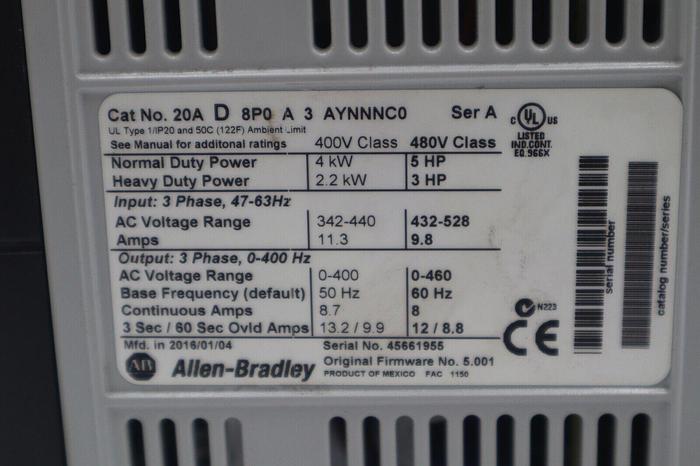 Cat No. 20A D 8P0 A 3 AYNNNC0 Ser A
UL Type 1/IP20 and 50C (122F) Ambient Limit
See Manual for additonal ratings 400V Class 480V Class
Normal Duty Power 4 kW 5 HP
Heavy Duty Power 2.2 kW 3 HP
Input: 3 Phase, 47-63Hz
AC Voltage Range 342-440 432-528
Amps 11.3 9.8
Output: 3 Phase, 0-400 Hz
AC Voltage Range 0-400 0-460
Base Frequency (default) 50 Hz 60 Hz
Continuous Amps 8.7 8
3 Sec / 60 Sec Ovld Amps 13.2 / 9.9 12 / 8.8
Mfd. in 2016/01/04 Serial No. 45661955
Original Firmware No. 5.001
AB Allen-Bradley PRODUCT OF MEXICO FAC 1150
C UL US
LISTED
IND.CONT.
EQ.966X
N223
CE
serial number
catalog number/series